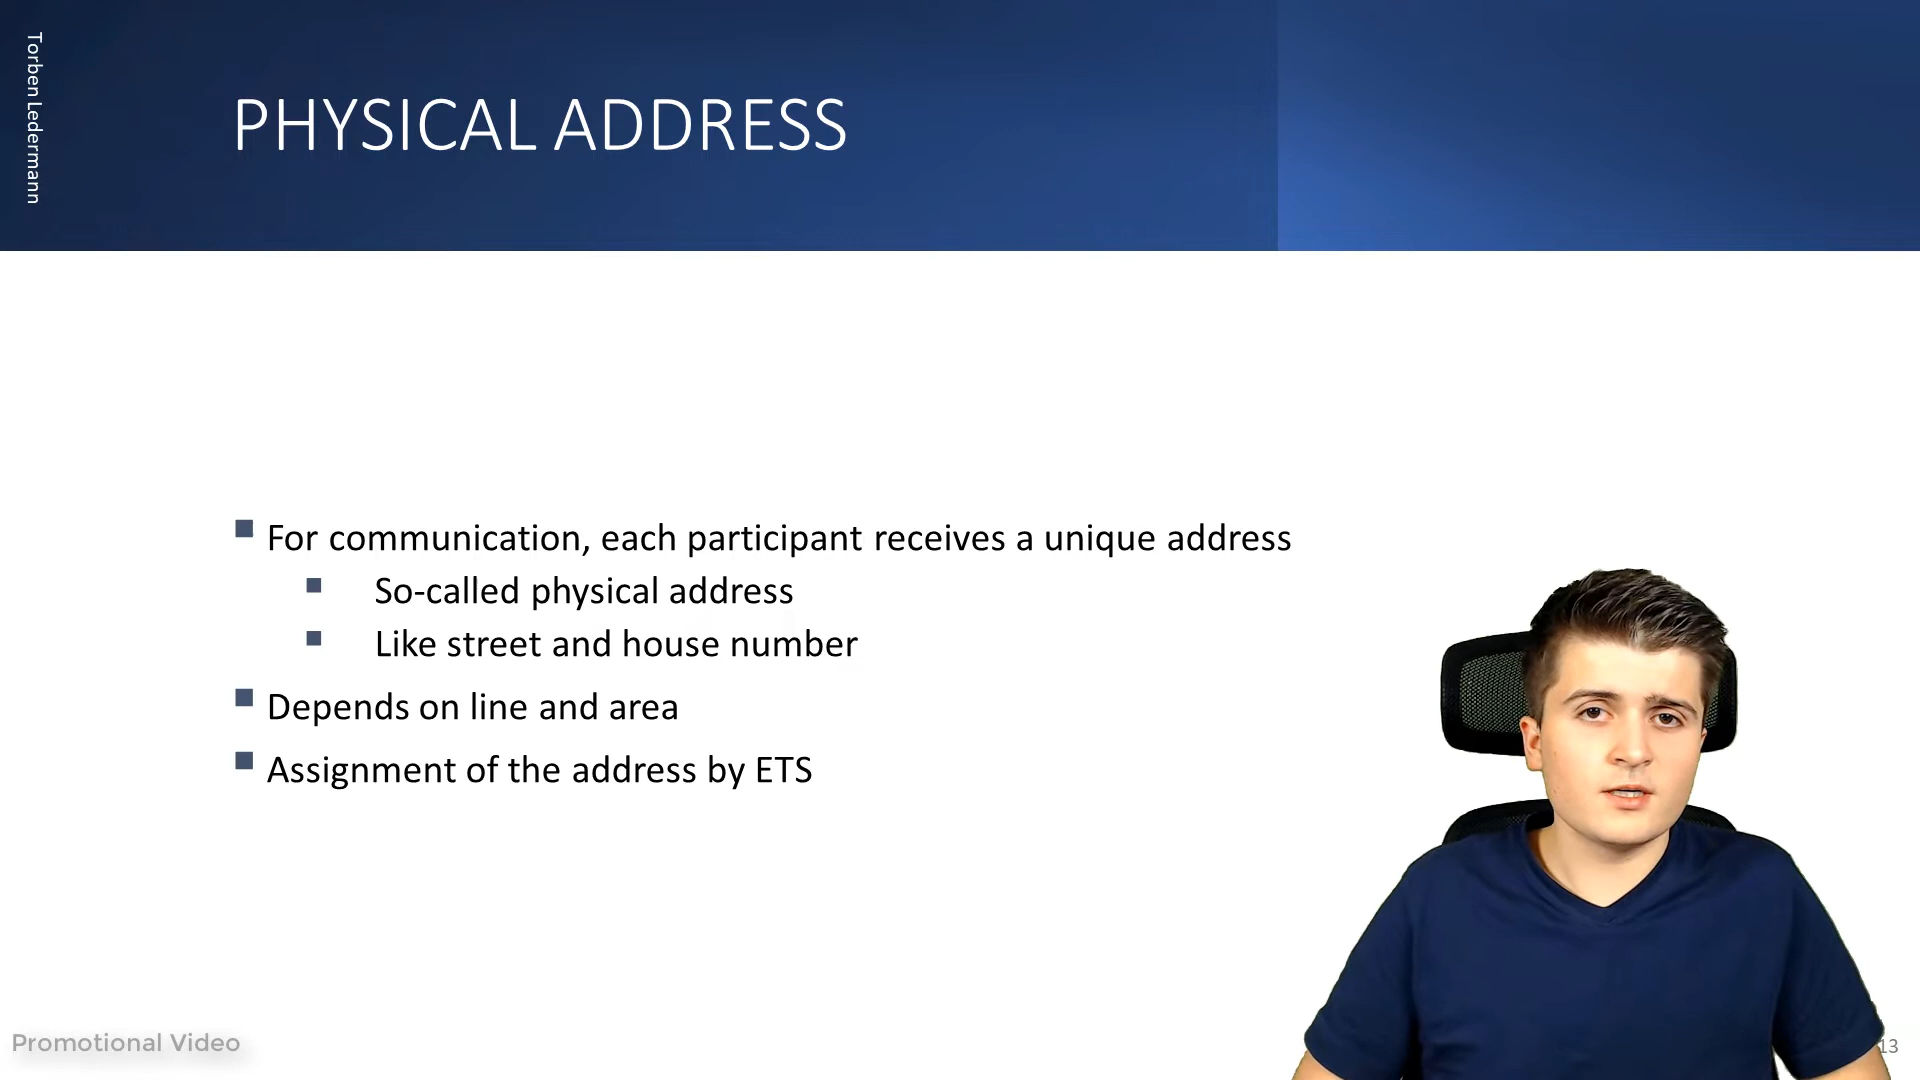 Torben Ledermann
PHYSICAL ADDRESS
For communication, each participant receives a unique address
So-called physical address
Like street and house number
Depends on line and area
Assignment of the address by ETS
Promotional Video
13